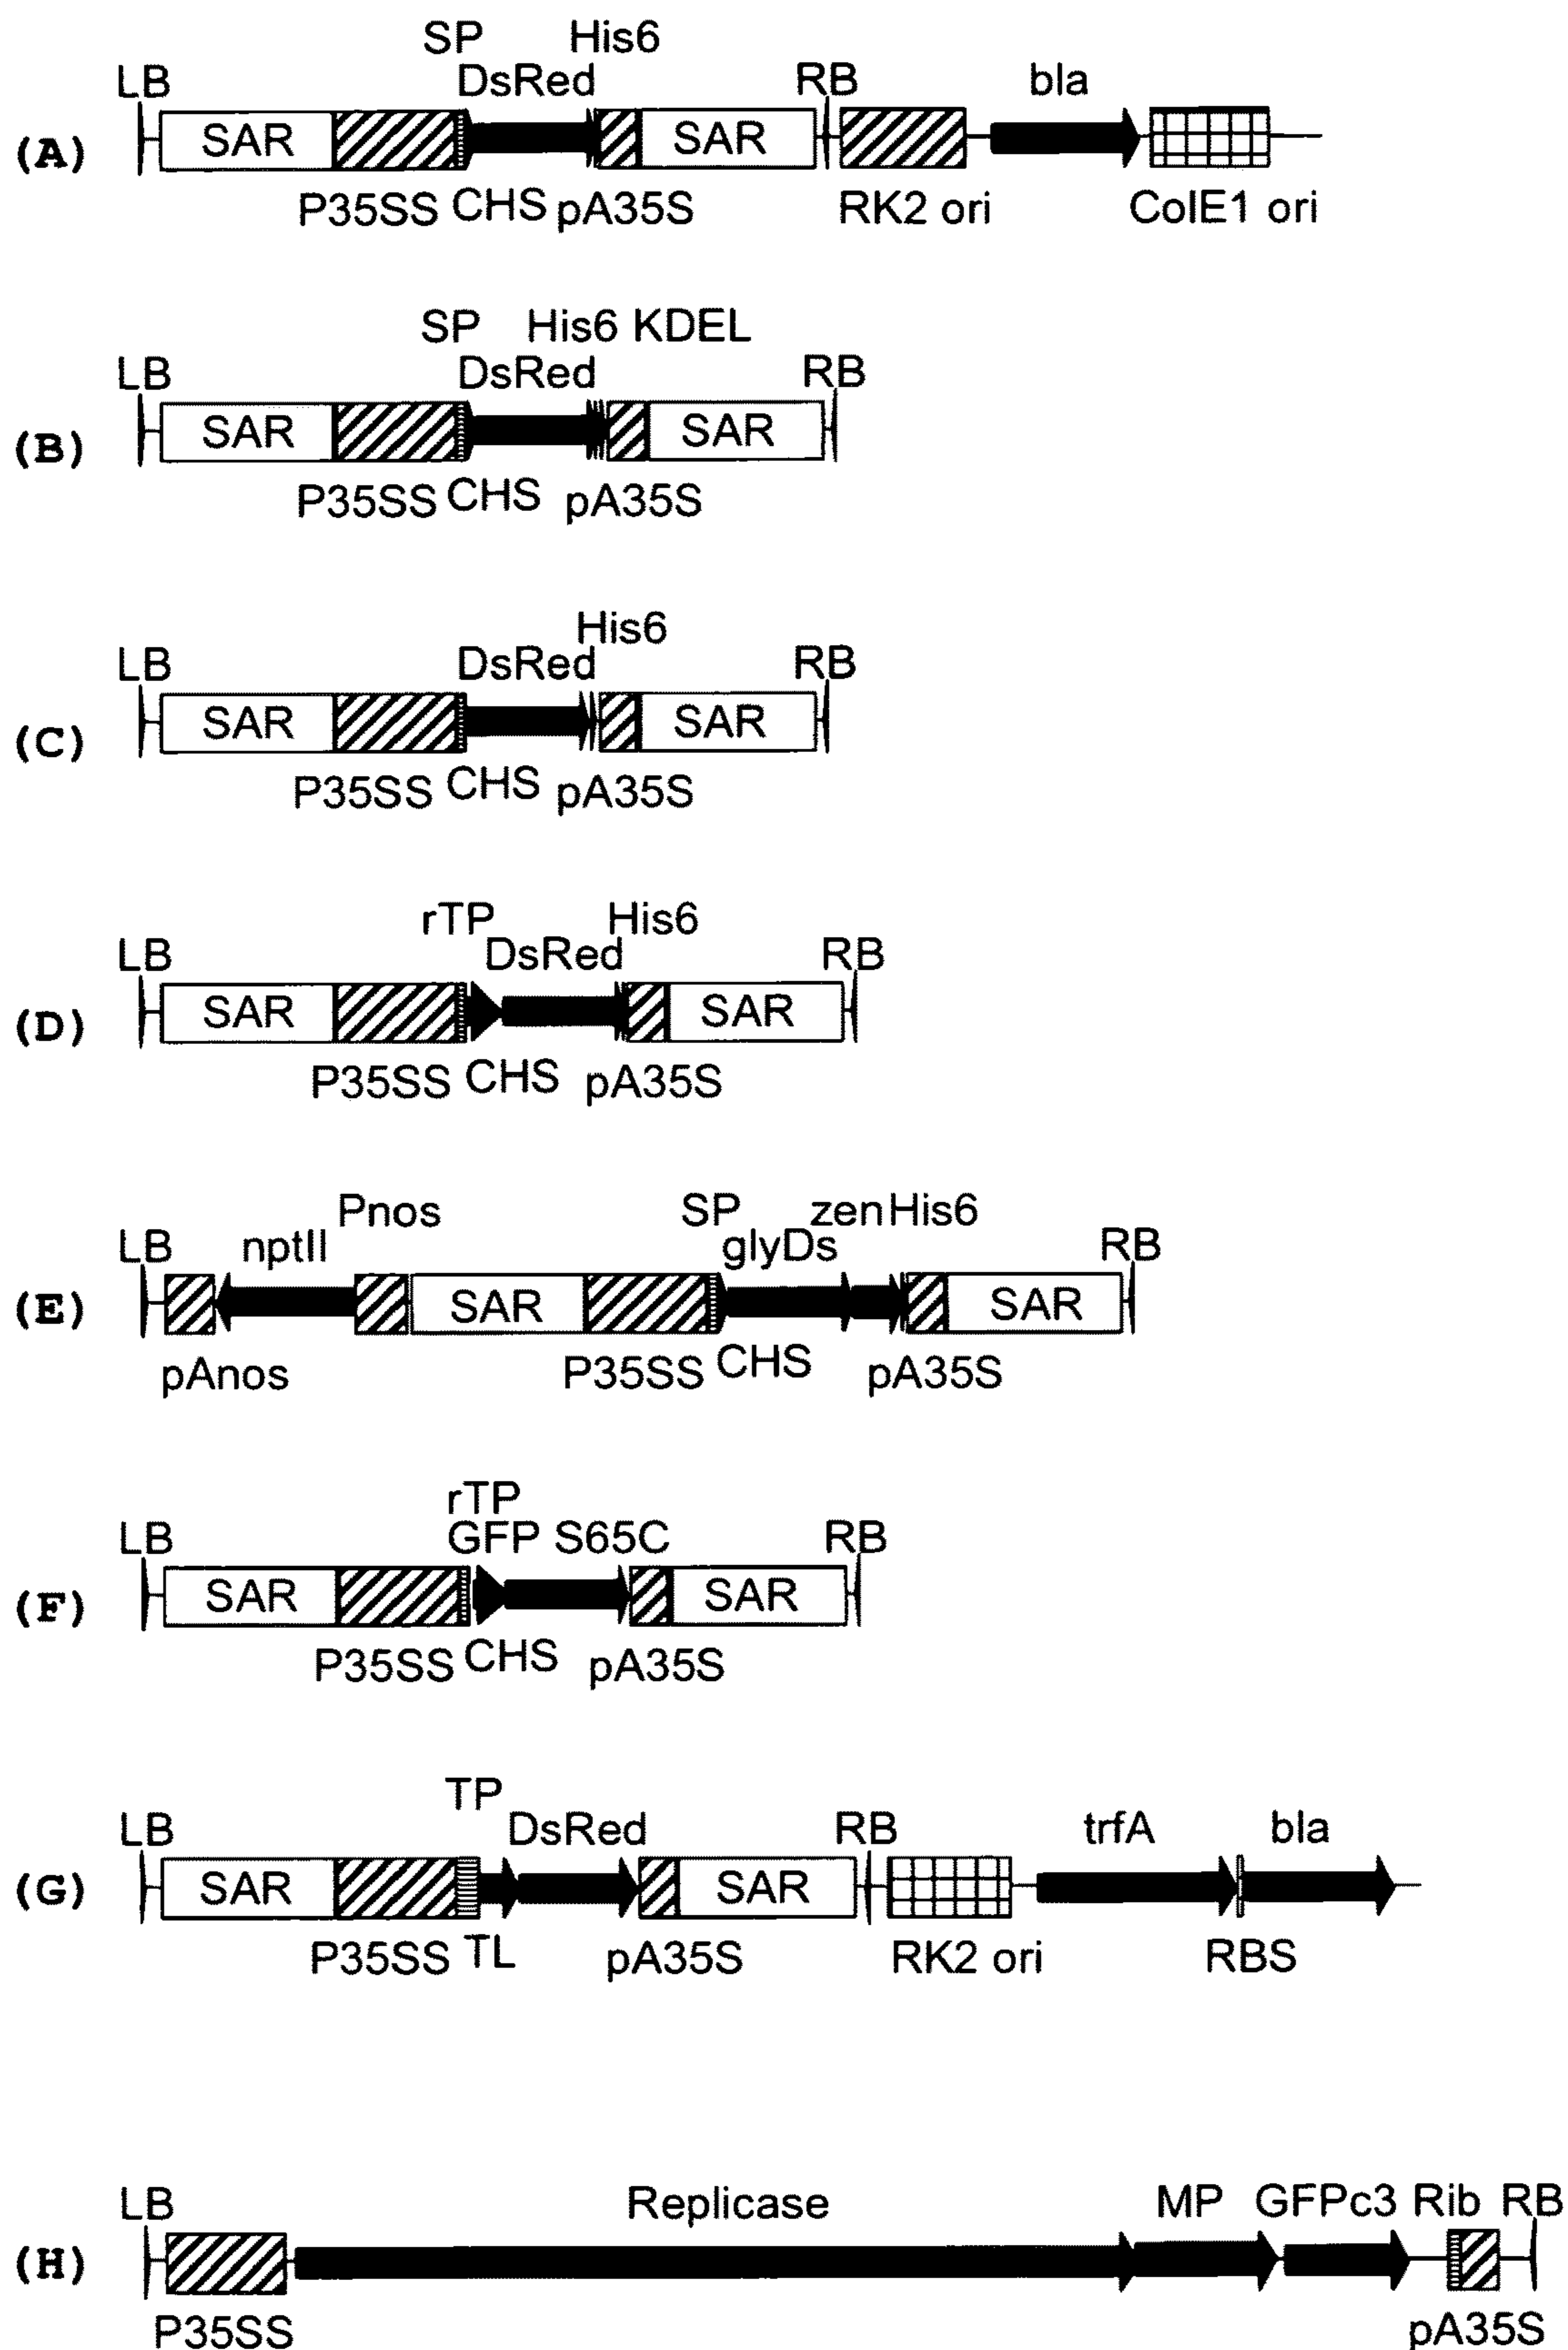 SP His6
LB DsRed RB bla
(A) SAR SAR
P35SS CHS pA35S RK2 ori ColE1 ori
SP His6 KDEL
LB DsRed RB
(B) SAR SAR
P35SS CHS pA35S
His6
LB DsRed RB
(C) SAR SAR
P35SS CHS pA35S
rTP His6
LB DsRed RB
(D) SAR SAR
P35SS CHS pA35S
Pnos SP zen His6
LB nptII glyDs RB
(E) SAR SAR
pAnos P35SS CHS pA35S
rTP
LB GFP S65C RB
(F) SAR SAR
P35SS CHS pA35S
TP
LB DsRed RB trfA bla
(G) SAR SAR
P35SS TL pA35S RK2 ori RBS
LB Replicase MP GFPc3 Rib RB
(H)
P35SS pA35S